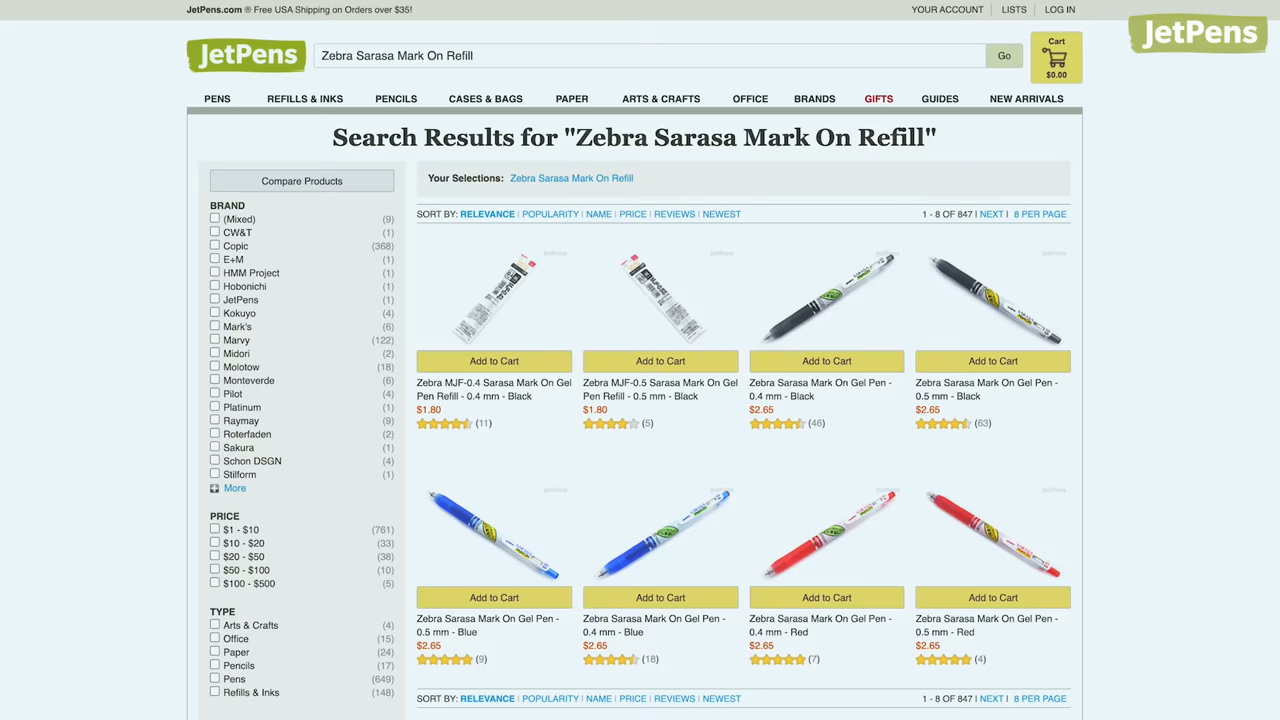 JetPens.com ® Free USA Shipping on Orders over $35!
YOUR ACCOUNT
LISTS
LOG IN
JetPens
JetPens
Zebra Sarasa Mark On Refill
Go
Cart
$0.00
PENS
REFILLS & INKS
PENCILS
CASES & BAGS
PAPER
ARTS & CRAFTS
OFFICE
BRANDS
GIFTS
GUIDES
NEW ARRIVALS
Search Results for "Zebra Sarasa Mark On Refill"
Compare Products
BRAND
(Mixed) (9)
CW&T (1)
Copic (368)
E+M (1)
HMM Project (1)
Hobonichi (1)
JetPens (1)
Kokuyo (4)
Mark's (6)
Marvy (122)
Midori (2)
Molotow (18)
Monteverde (6)
Pilot (4)
Platinum (1)
Raymay (9)
Roterfaden (2)
Sakura (1)
Schon DSGN (4)
Stilform (1)
More
PRICE
$1 - $10 (761)
$10 - $20 (33)
$20 - $50 (38)
$50 - $100 (10)
$100 - $500 (5)
TYPE
Arts & Crafts (4)
Office (15)
Paper (24)
Pencils (17)
Pens (649)
Refills & Inks (148)
Your Selections: Zebra Sarasa Mark On Refill
SORT BY: RELEVANCE | POPULARITY | NAME | PRICE | REVIEWS | NEWEST
1 - 8 OF 847 | NEXT | 8 PER PAGE
JetPens
JetPens
JetPens
JetPens
Add to Cart
Add to Cart
Add to Cart
Add to Cart
Zebra MJF-0.4 Sarasa Mark On Gel
Pen Refill - 0.4 mm - Black
$1.80
(11)
Zebra MJF-0.5 Sarasa Mark On Gel
Pen Refill - 0.5 mm - Black
$1.80
(5)
Zebra Sarasa Mark On Gel Pen -
0.4 mm - Black
$2.65
(46)
Zebra Sarasa Mark On Gel Pen -
0.5 mm - Black
$2.65
(63)
JetPens
JetPens
JetPens
JetPens
Add to Cart
Add to Cart
Add to Cart
Add to Cart
Zebra Sarasa Mark On Gel Pen -
0.5 mm - Blue
$2.65
(9)
Zebra Sarasa Mark On Gel Pen -
0.4 mm - Blue
$2.65
(18)
Zebra Sarasa Mark On Gel Pen -
0.4 mm - Red
$2.65
(7)
Zebra Sarasa Mark On Gel Pen -
0.5 mm - Red
$2.65
(4)
SORT BY: RELEVANCE | POPULARITY | NAME | PRICE | REVIEWS | NEWEST
1 - 8 OF 847 | NEXT | 8 PER PAGE